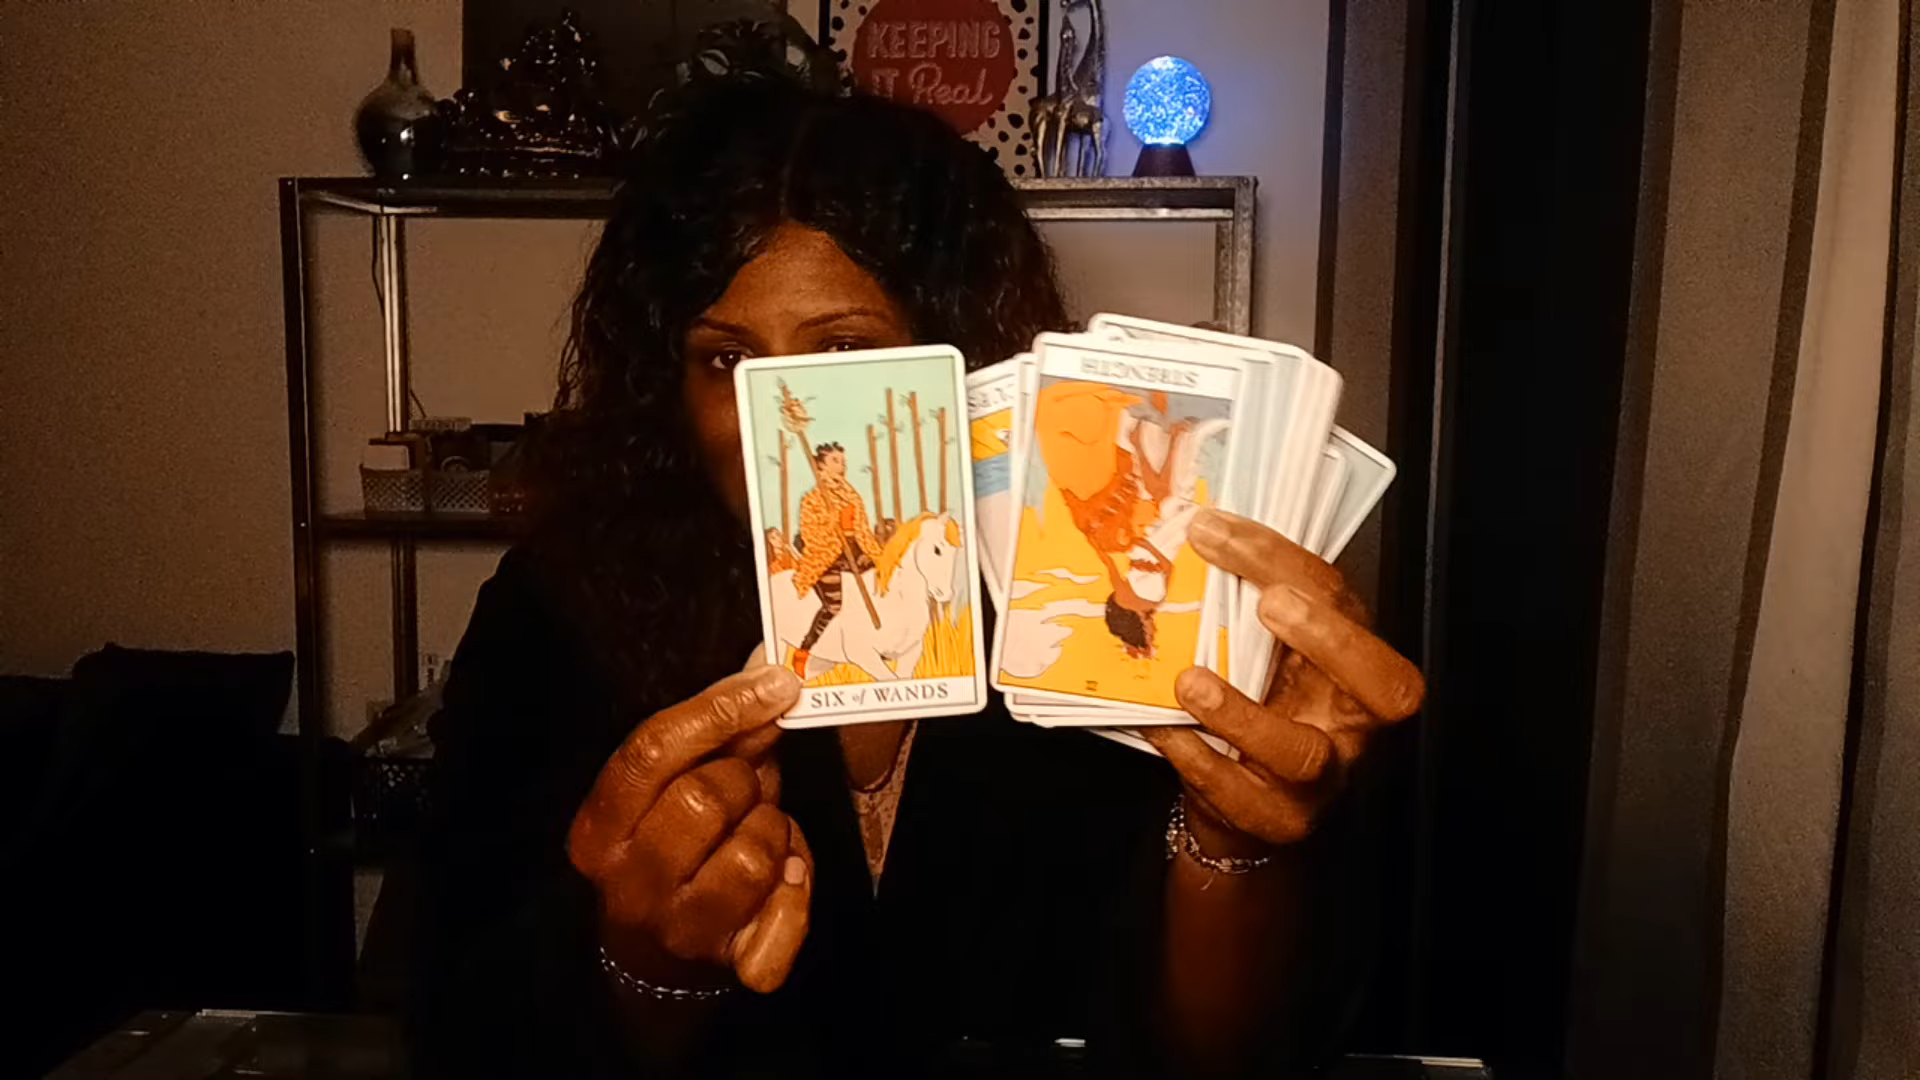 KEEPING
IT Real
STRENGTH
SIX of WANDS